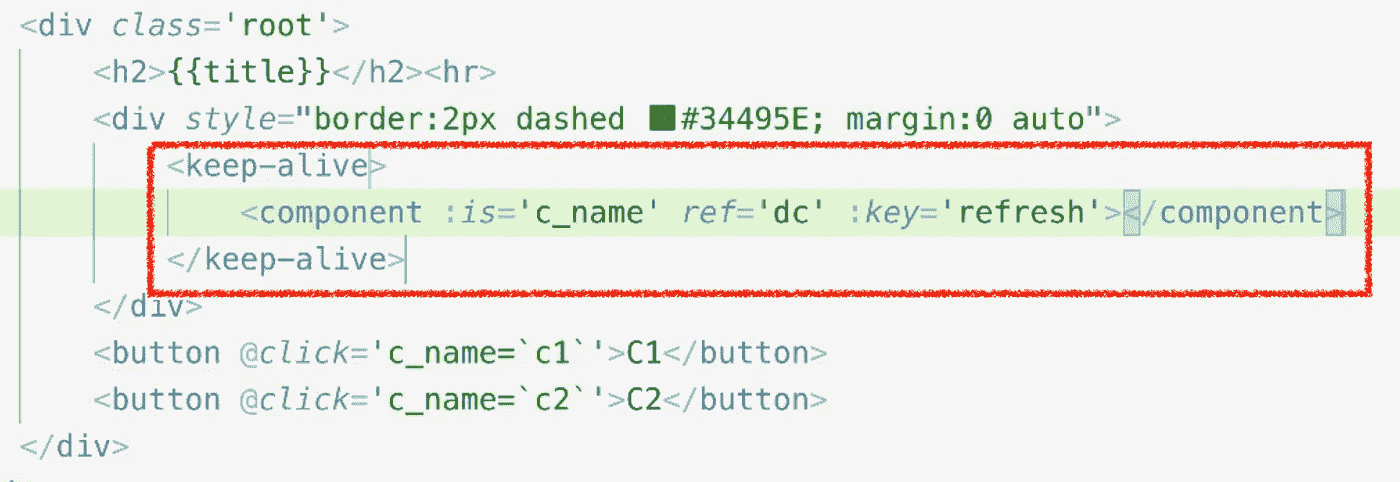 <div class='root'>
<h2>{{title}}</h2><hr>
<div style="border:2px dashed #34495E; margin:0 auto">
<keep-alive>
<component :is='c_name' ref='dc' :key='refresh'></component>
</keep-alive>
</div>
<button @click='c_name=`c1`'>C1</button>
<button @click='c_name=`c2`'>C2</button>
</div>